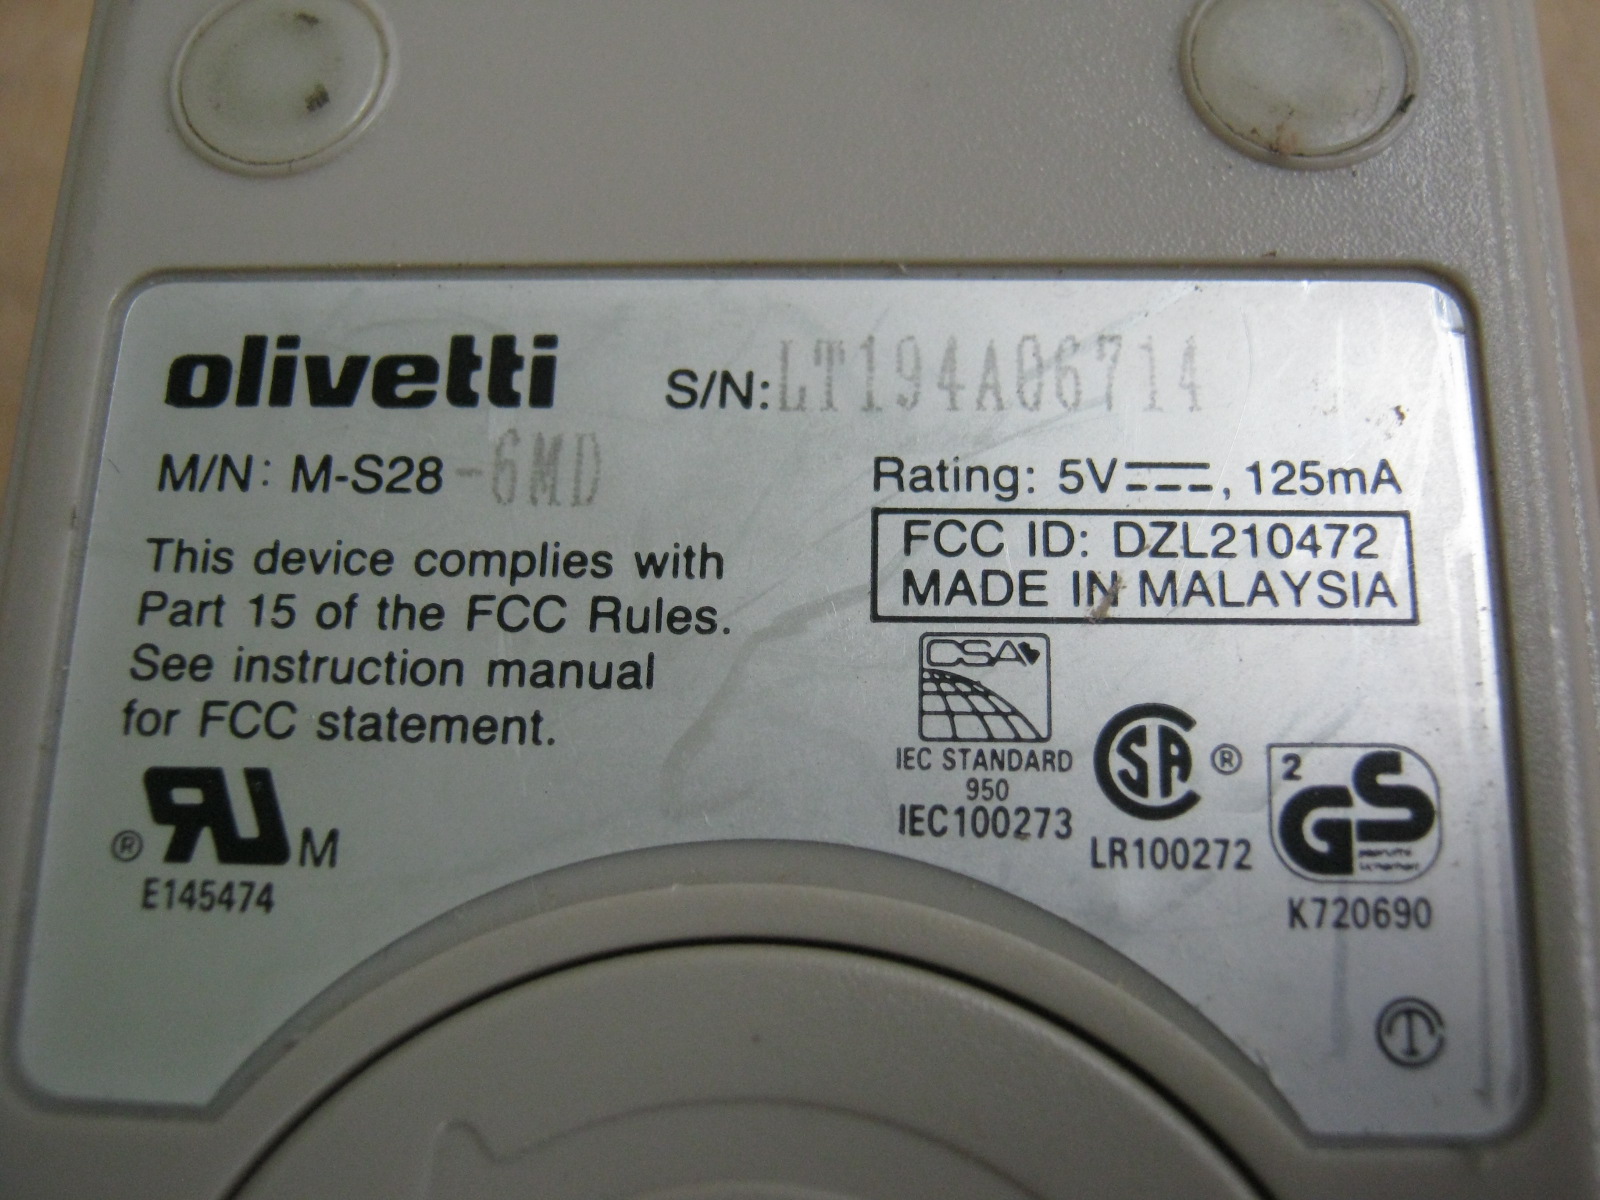 olivetti S/N: LT194A06714
M/N: M-S28-6MD
Rating: 5V, 125mA
FCC ID: DZL210472
MADE IN MALAYSIA
This device complies with
Part 15 of the FCC Rules.
See instruction manual
for FCC statement.
CSA
IEC STANDARD
950
IEC100273
SA ®
LR100272
2
GS
K720690
® RU M
E145474
T